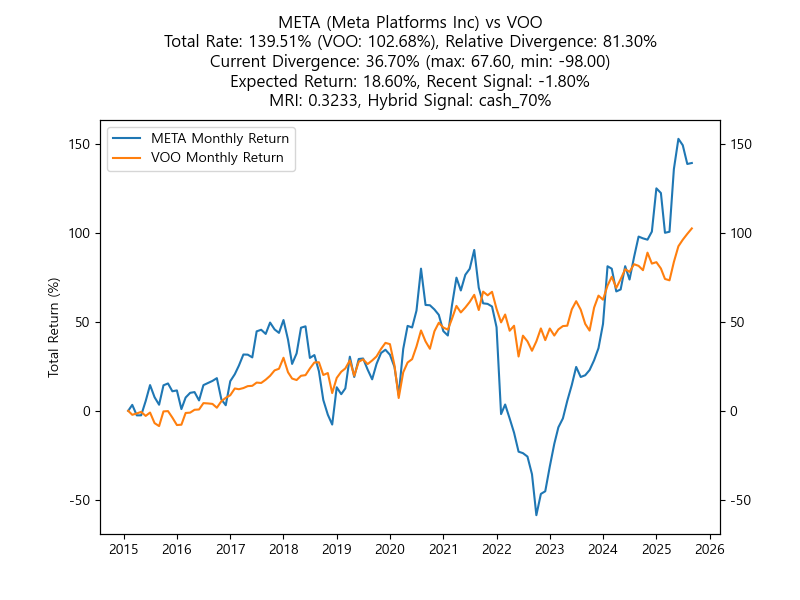 META (Meta Platforms Inc) vs VOO
Total Rate: 139.51% (VOO: 102.68%), Relative Divergence: 81.30%
Current Divergence: 36.70% (max: 67.60, min: -98.00)
Expected Return: 18.60%, Recent Signal: -1.80%
MRI: 0.3233, Hybrid Signal: cash_70%
META Monthly Return
VOO Monthly Return
Total Return (%)
150
100
50
0
-50
150
100
50
0
-50
2015 2016 2017 2018 2019 2020 2021 2022 2023 2024 2025 2026